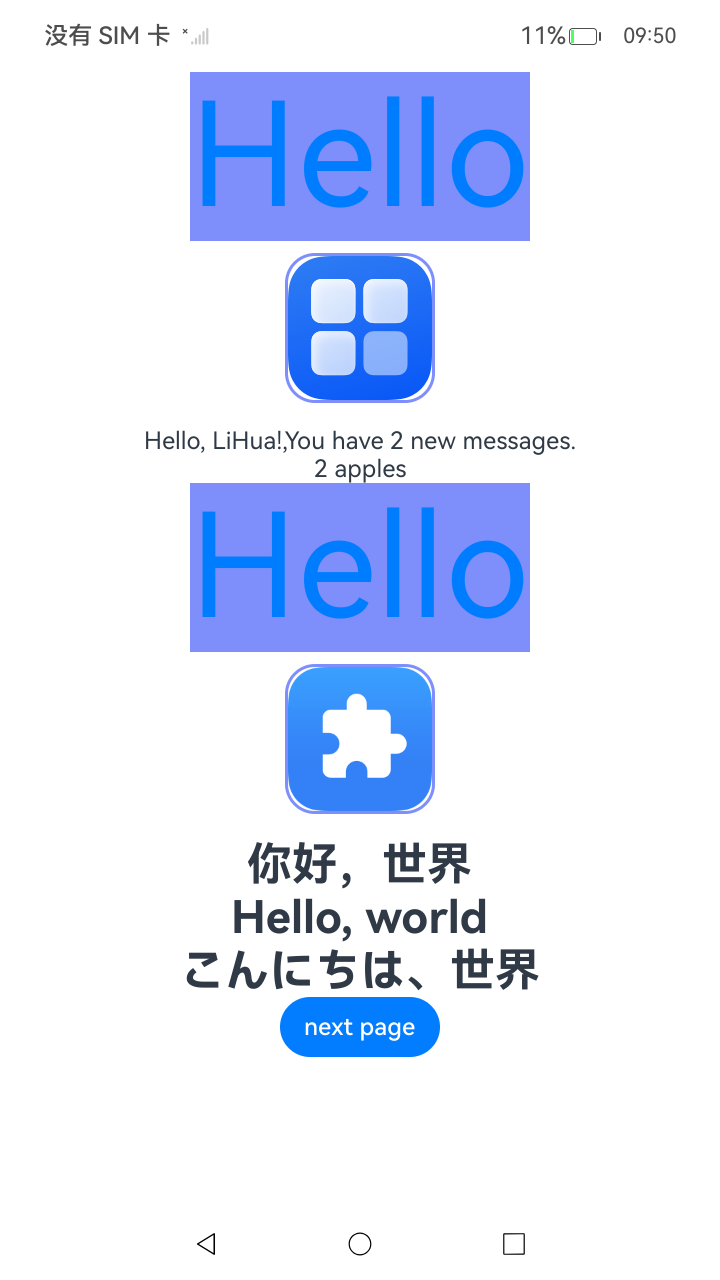 没有 SIM 卡 11% 09:50
Hello
Hello, LiHua!,You have 2 new messages.
2 apples
Hello
你好，世界
Hello, world
こんにちは、世界
next page